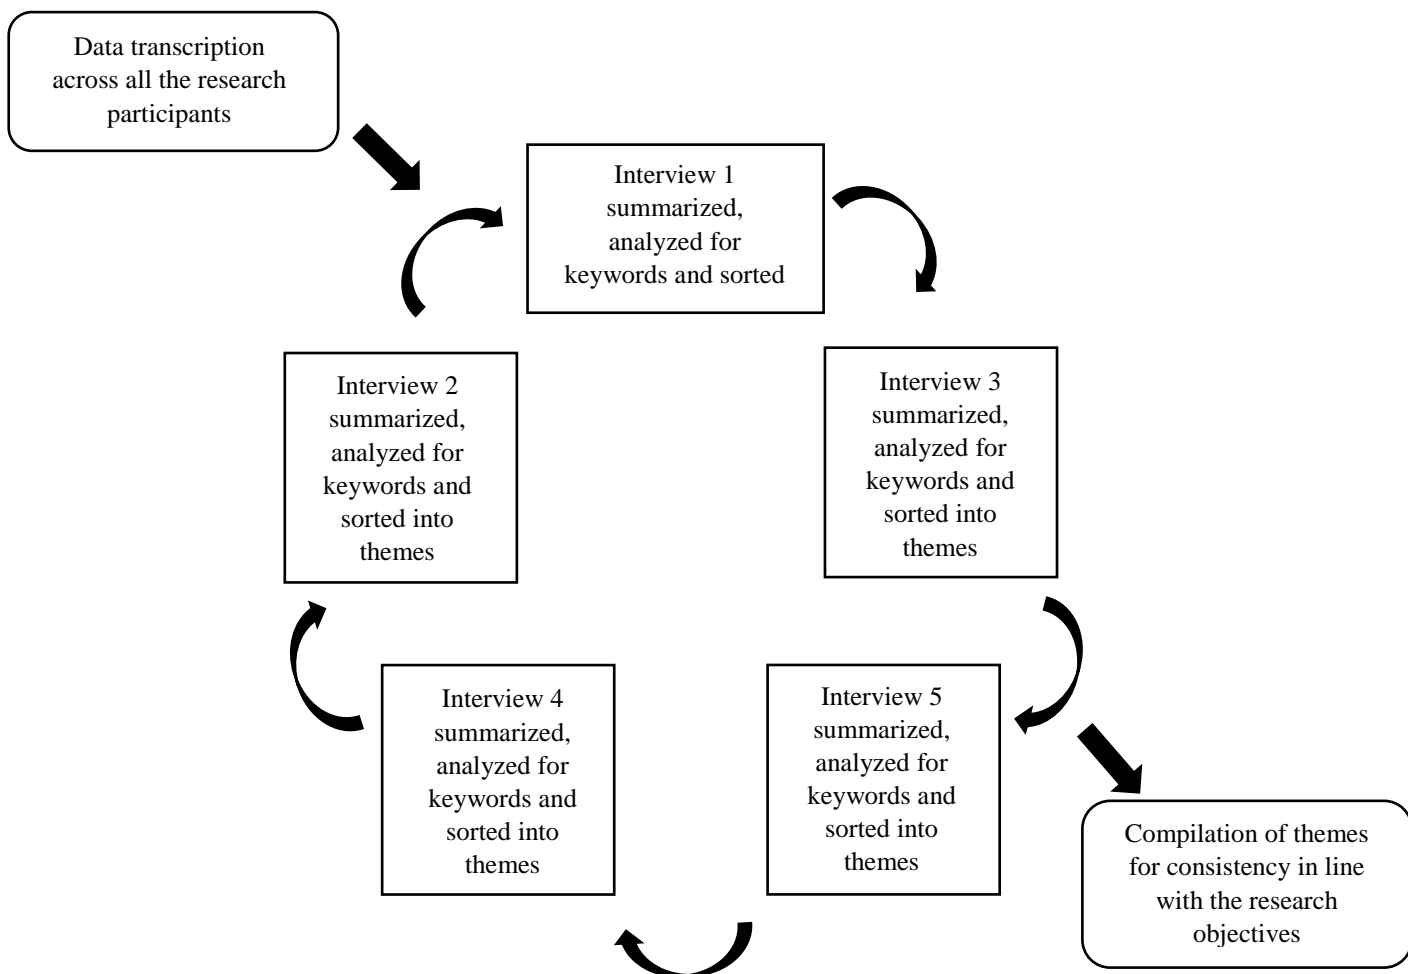 Data transcription
across all the research
participants
Interview 1
summarized,
analyzed for
keywords and sorted
Interview 2
summarized,
analyzed for
keywords and
sorted into
themes
Interview 3
summarized,
analyzed for
keywords and
sorted into
themes
Interview 4
summarized,
analyzed for
keywords and
sorted into
themes
Interview 5
summarized,
analyzed for
keywords and
sorted into
themes
Compilation of themes
for consistency in line
with the research
objectives